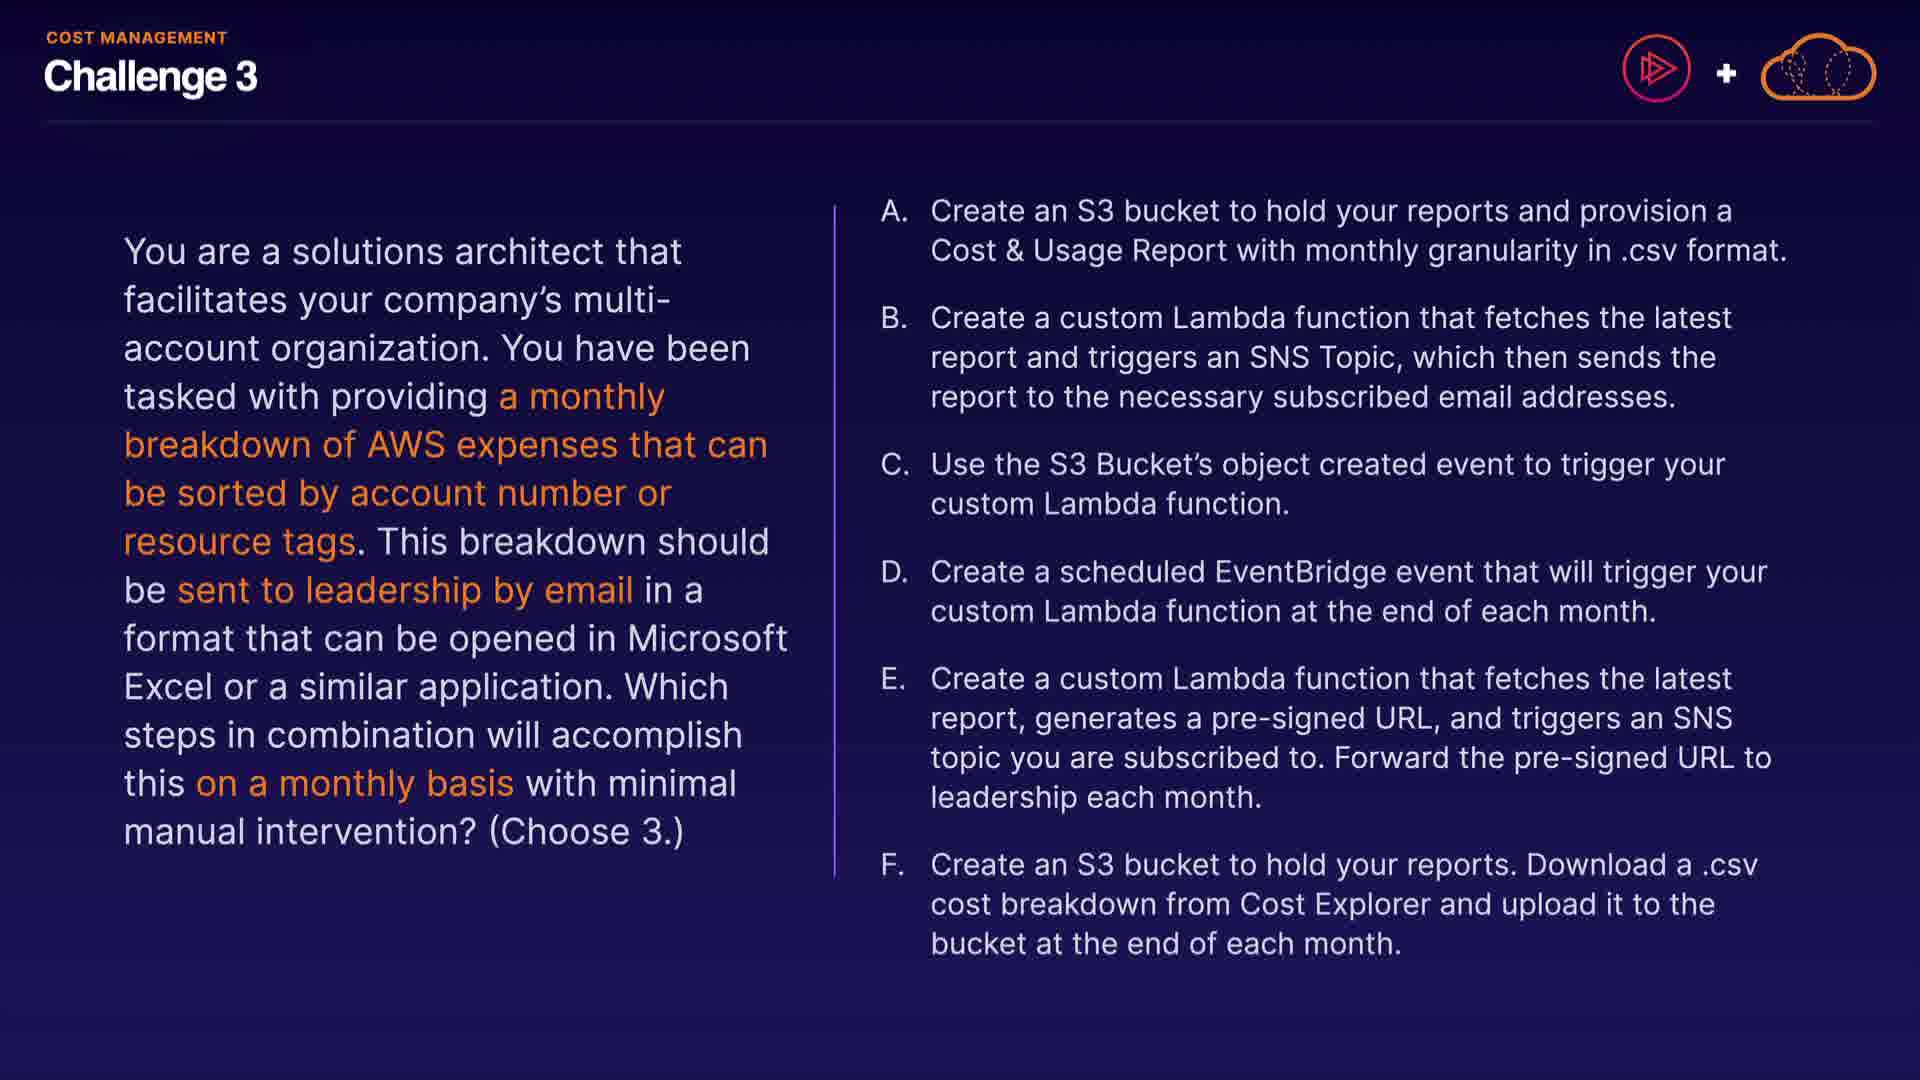 COST MANAGEMENT
Challenge 3
You are a solutions architect that
facilitates your company’s multi-
account organization. You have been
tasked with providing a monthly
breakdown of AWS expenses that can
be sorted by account number or
resource tags. This breakdown should
be sent to leadership by email in a
format that can be opened in Microsoft
Excel or a similar application. Which
steps in combination will accomplish
this on a monthly basis with minimal
manual intervention? (Choose 3.)
A. Create an S3 bucket to hold your reports and provision a
Cost & Usage Report with monthly granularity in .csv format.
B. Create a custom Lambda function that fetches the latest
report and triggers an SNS Topic, which then sends the
report to the necessary subscribed email addresses.
C. Use the S3 Bucket’s object created event to trigger your
custom Lambda function.
D. Create a scheduled EventBridge event that will trigger your
custom Lambda function at the end of each month.
E. Create a custom Lambda function that fetches the latest
report, generates a pre-signed URL, and triggers an SNS
topic you are subscribed to. Forward the pre-signed URL to
leadership each month.
F. Create an S3 bucket to hold your reports. Download a .csv
cost breakdown from Cost Explorer and upload it to the
bucket at the end of each month.